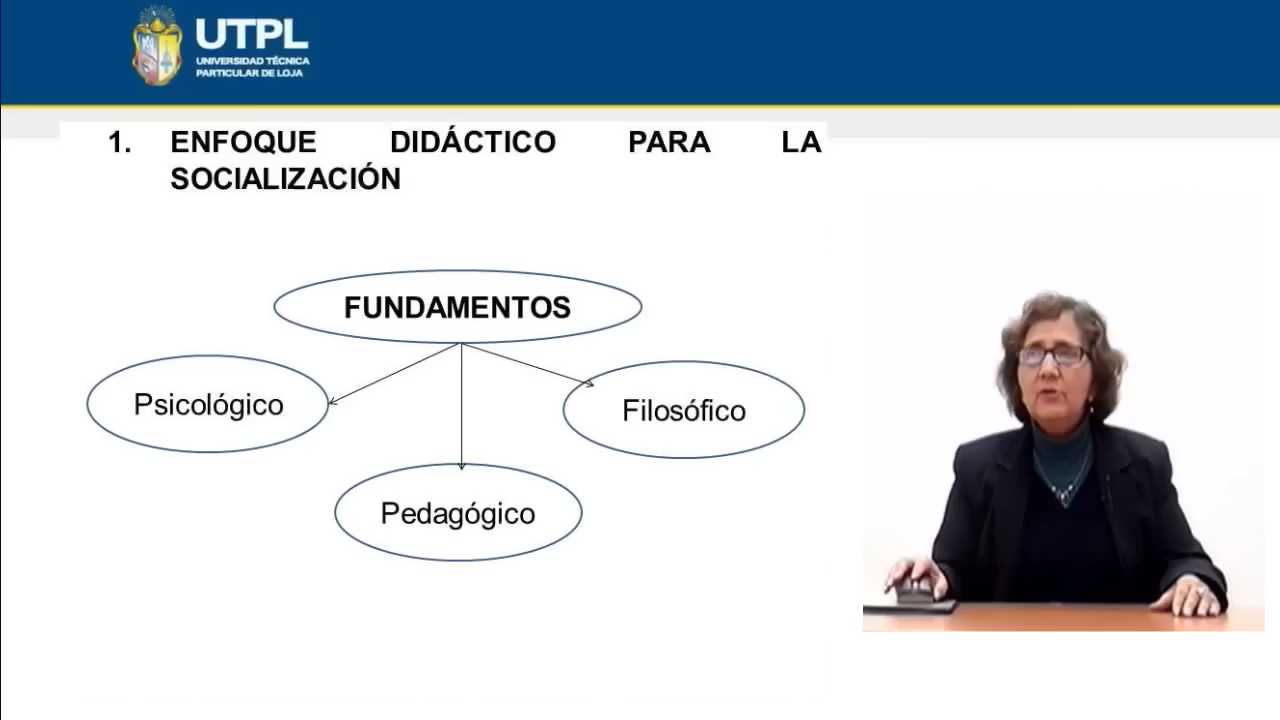 UTPL
UNIVERSIDAD TÉCNICA
PARTICULAR DE LOJA
1. ENFOQUE DIDÁCTICO PARA LA
SOCIALIZACIÓN
FUNDAMENTOS
Psicológico
Filosófico
Pedagógico